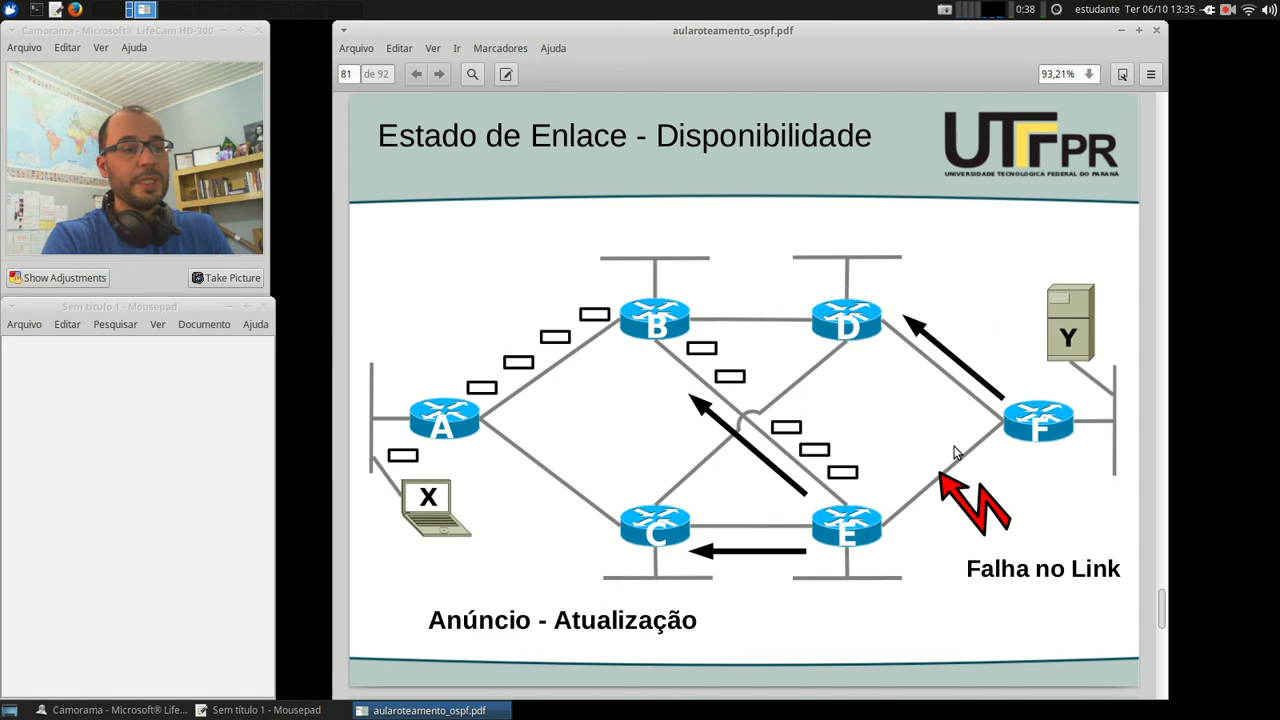 0:38
estudante
Ter 06/10 13:35
Camorama - Microsoft® LifeCam HD-300
Arquivo Editar Ver Ajuda
Show Adjustments
Take Picture
Sem título 1 - Mousepad
Arquivo Editar Pesquisar Ver Documento Ajuda
aularoteamento_ospf.pdf
Arquivo Editar Ver Ir Marcadores Ajuda
81 de 92
93,21%
Estado de Enlace - Disponibilidade
UTFPR
UNIVERSIDADE TECNOLÓGICA FEDERAL DO PARANÁ
B
D
Y
A
F
X
C
E
Falha no Link
Anúncio - Atualização
Camorama - Microsoft® LifeC...
Sem título 1 - Mousepad
aularoteamento_ospf.pdf